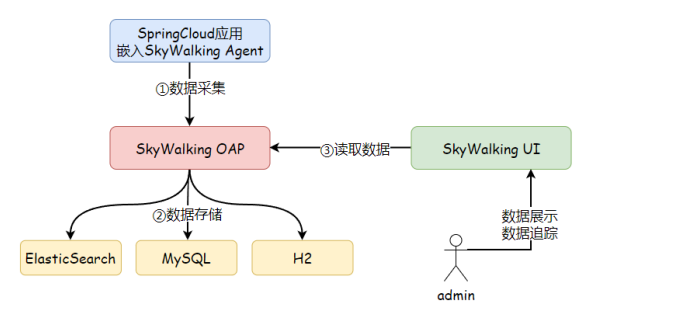 SpringCloud应用
嵌入SkyWalking Agent
①数据采集
SkyWalking OAP
③读取数据
SkyWalking UI
②数据存储
数据展示
数据追踪
ElasticSearch
MySQL
H2
admin